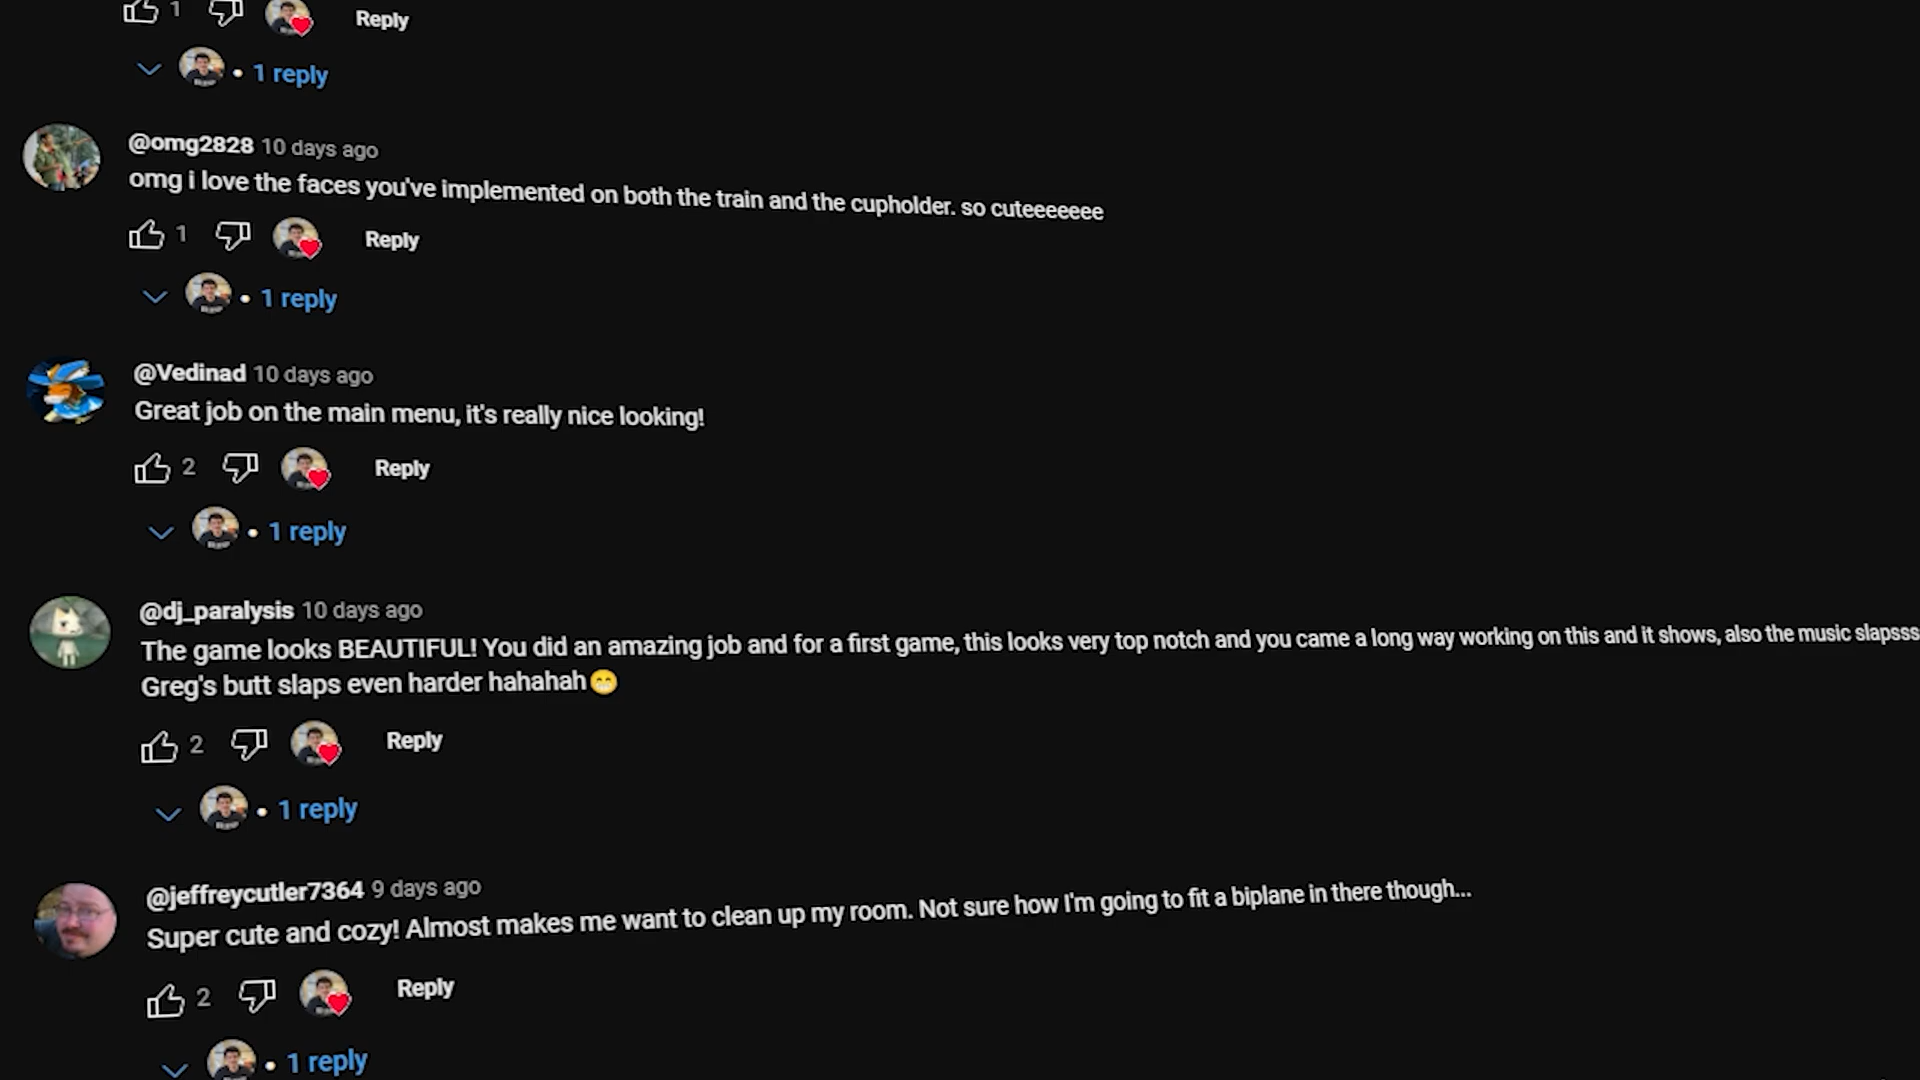 1 Reply
• 1 reply
@omg2828 10 days ago
omg i love the faces you've implemented on both the train and the cupholder. so cuteeeeeee
1 Reply
• 1 reply
@Vedinad 10 days ago
Great job on the main menu, it's really nice looking!
2 Reply
• 1 reply
@dj_paralysis 10 days ago
The game looks BEAUTIFUL! You did an amazing job and for a first game, this looks very top notch and you came a long way working on this and it shows, also the music slapsss
Greg's butt slaps even harder hahahah😁
2 Reply
• 1 reply
@jeffreycutler7364 9 days ago
Super cute and cozy! Almost makes me want to clean up my room. Not sure how I'm going to fit a biplane in there though...
2 Reply
• 1 reply